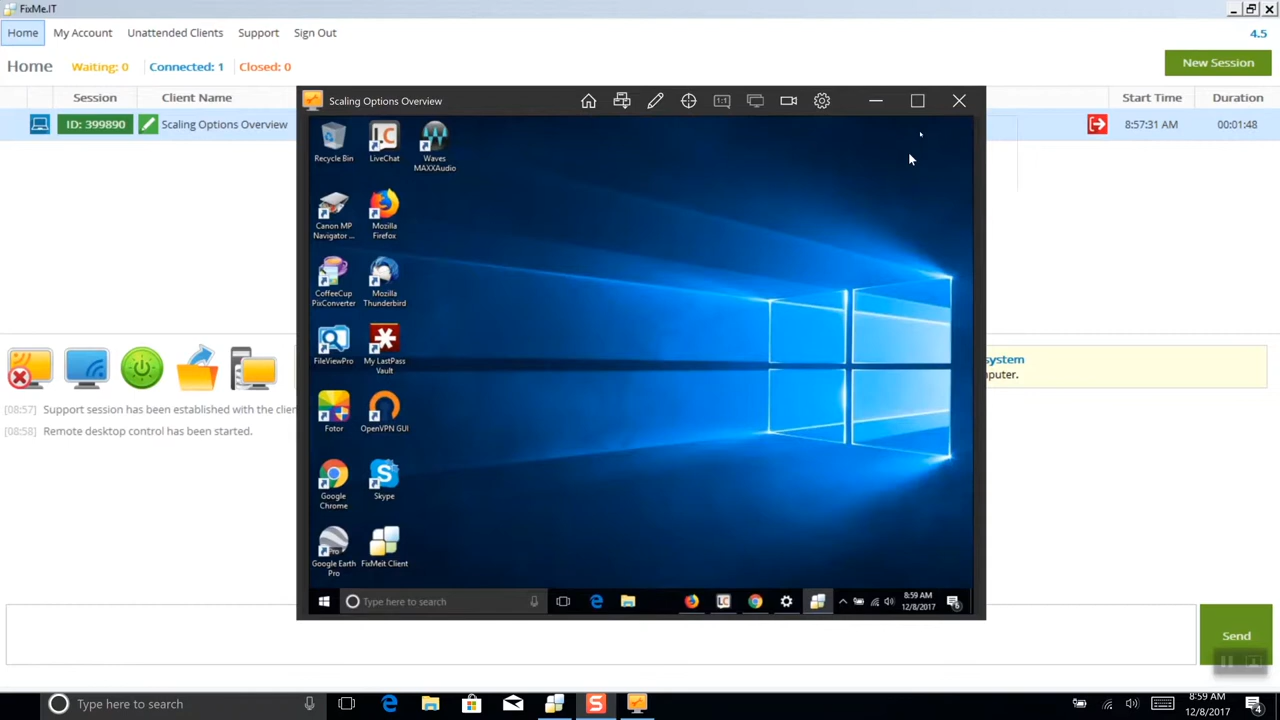 FixMe.IT
Home My Account Unattended Clients Support Sign Out 4.5
Home Waiting: 0 Connected: 1 Closed: 0 New Session
Session Client Name Start Time Duration
ID: 399890 Scaling Options Overview 8:57:31 AM 00:01:48
Scaling Options Overview 1:1
Recycle Bin
LiveChat
Waves
MAXXAudio
Canon MP
Navigator ...
Mozilla
Firefox
CoffeeCup
PixConverter
Mozilla
Thunderbird
FileViewPro
My LastPass
Vault
Fotor
OpenVPN GUI
Google
Chrome
Skype
Google Earth
Pro
FixMeit Client
Type here to search
8:59 AM
12/8/2017
system
puter.
[08:57] Support session has been established with the clien
[08:58] Remote desktop control has been started.
Send
Type here to search
8:59 AM
12/8/2017